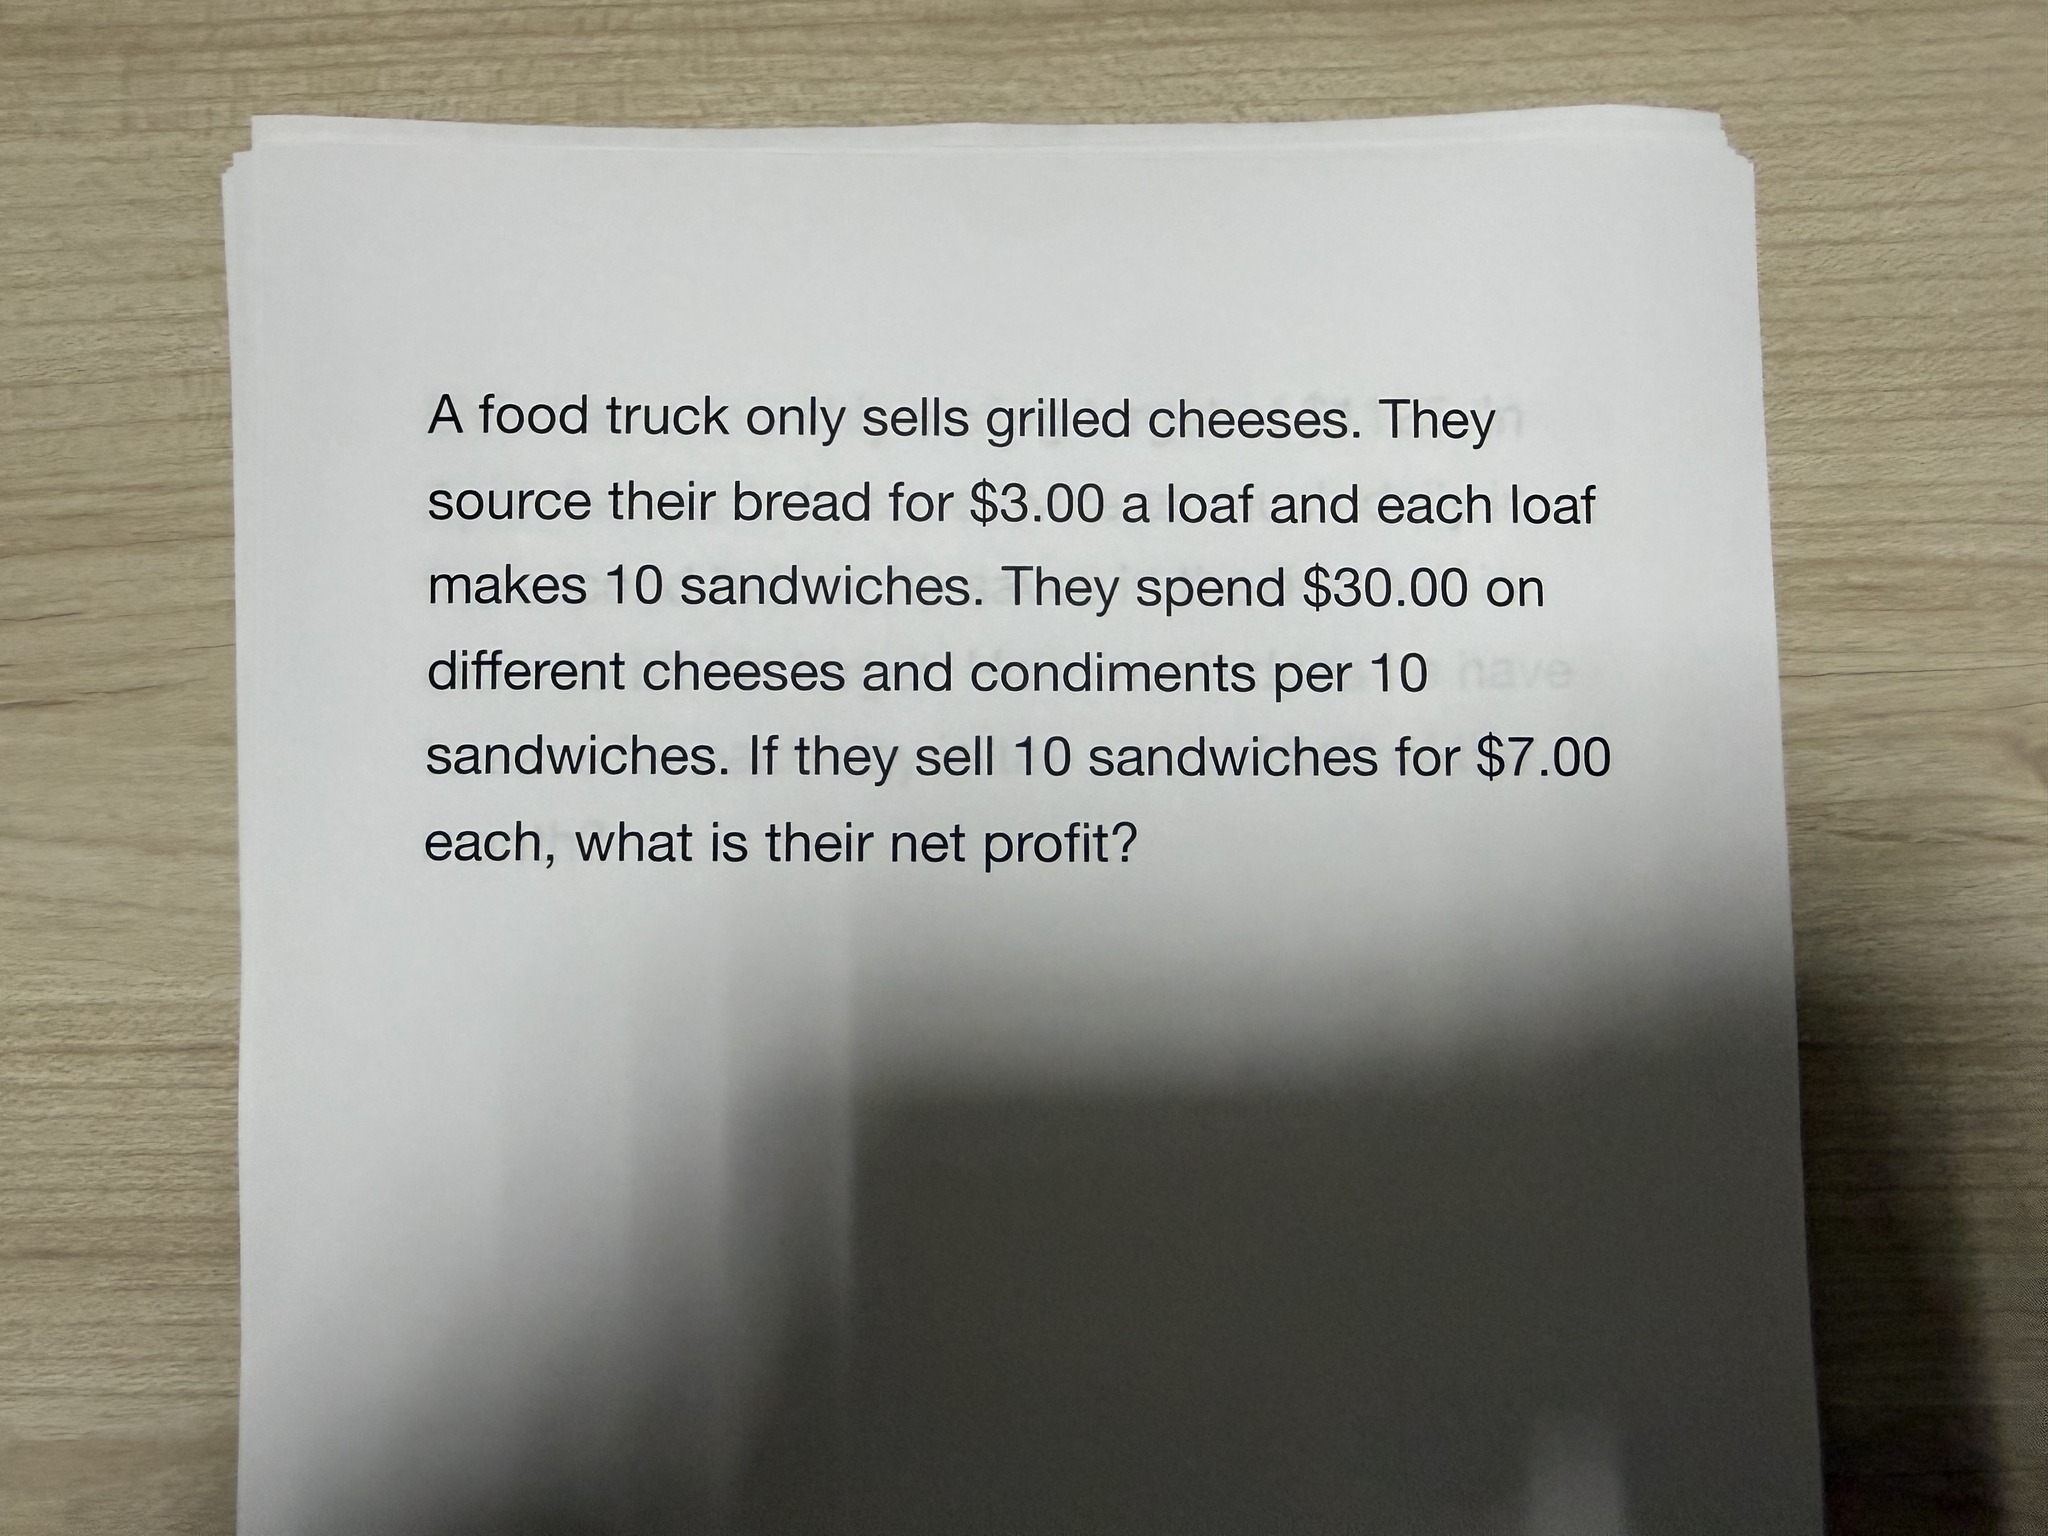 A food truck only sells grilled cheeses. They
source their bread for $3.00 a loaf and each loaf
makes 10 sandwiches. They spend $30.00 on
different cheeses and condiments per 10
sandwiches. If they sell 10 sandwiches for $7.00
each, what is their net profit?